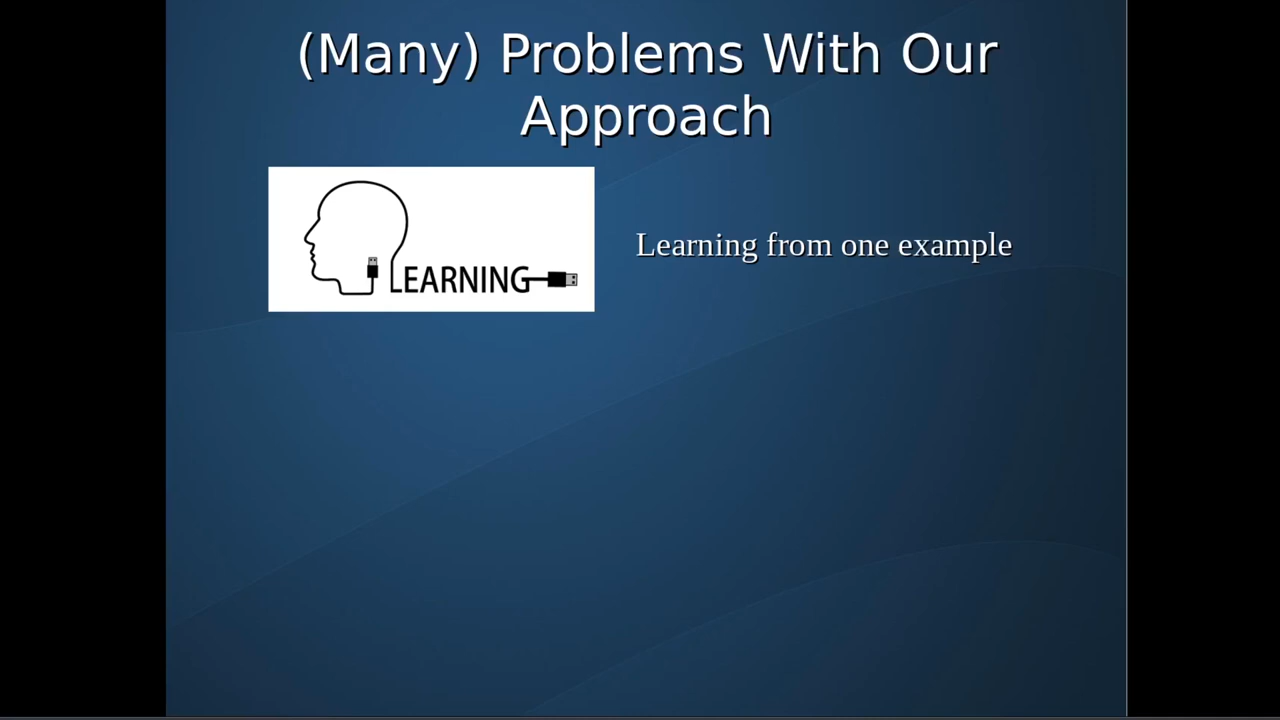 (Many) Problems With Our
Approach
LEARNING
Learning from one example